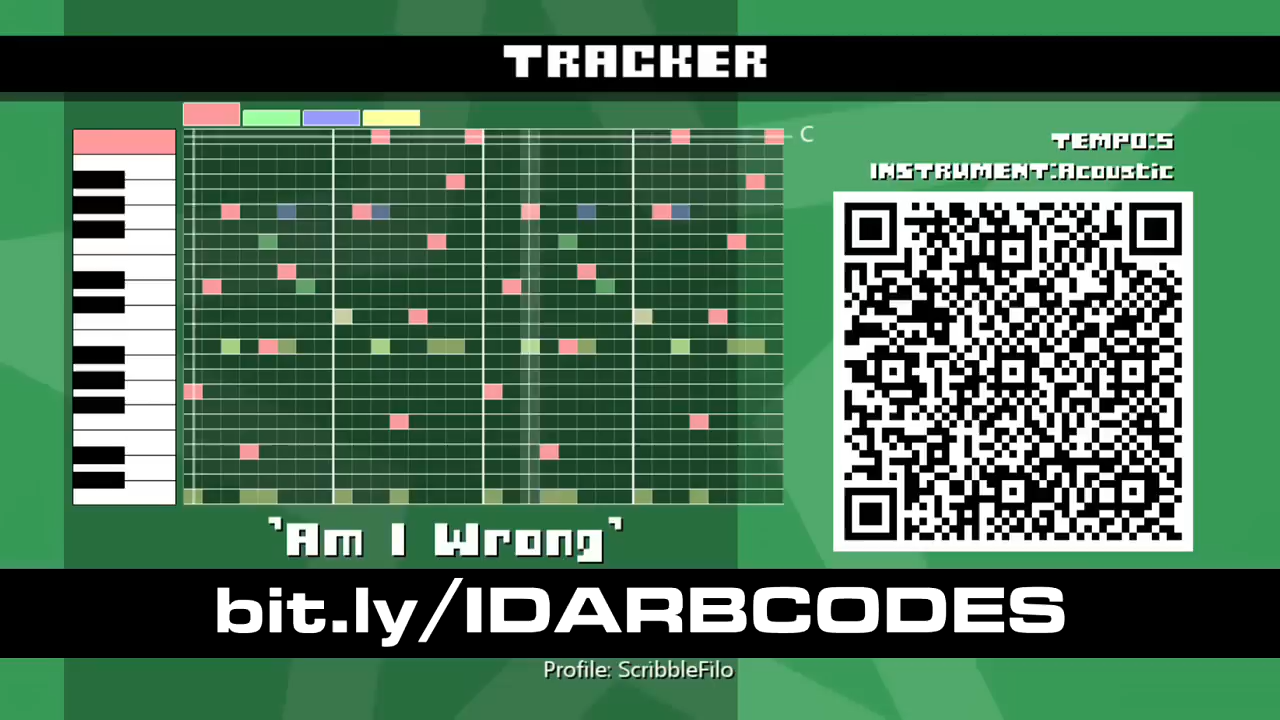 TRACKER
C
TEMPO:5
INSTRUMENT:Acoustic
'Am I Wrong'
bit.ly/IDARBCODES
Profile: ScribbleFilo